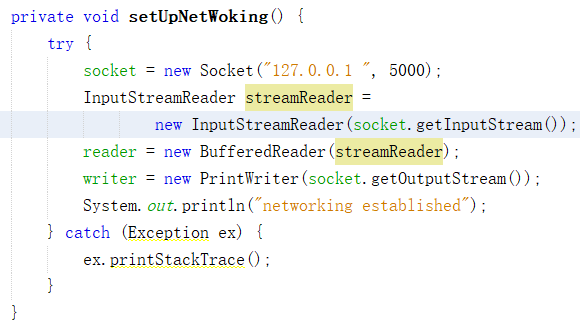 private void setUpNetWoking() {
try {
socket = new Socket("127.0.0.1 ", 5000);
InputStreamReader streamReader =
new InputStreamReader(socket.getInputStream());
reader = new BufferedReader(streamReader);
writer = new PrintWriter(socket.getOutputStream());
System.out.println("networking established");
} catch (Exception ex) {
ex.printStackTrace();
}
}